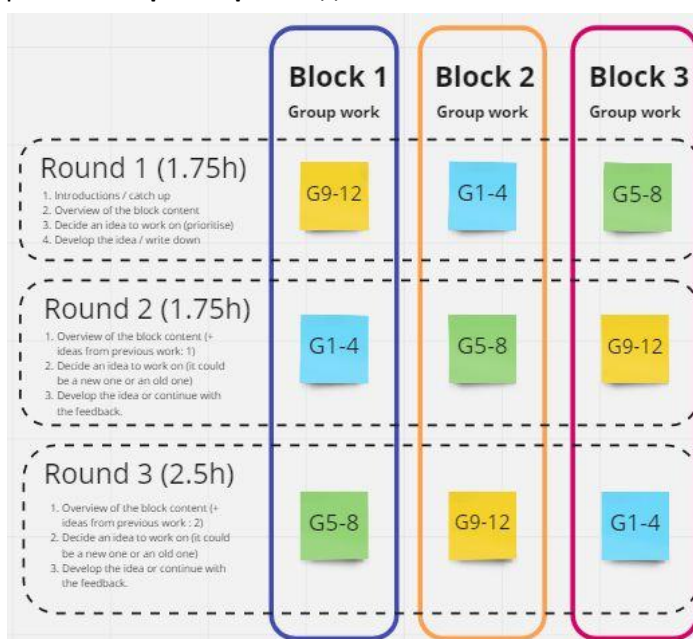 Block 1
Block 2
Block 3
Group work
Group work
Group work
Round 1 (1.75h)
1. Introductions / catch up
2. Overview of the block content
3. Decide an idea to work on (prioritise)
4. Develop the idea / write down
G9-12
G1-4
G5-8
Round 2 (1.75h)
1. Overview of the block content (+
ideas from previous work: 1)
2. Decide an idea to work on (it could
be a new one or an old one)
3. Develop the idea or continue with
the feedback.
G1-4
G5-8
G9-12
Round 3 (2.5h)
1. Overview of the block content (+
ideas from previous work : 2)
2. Decide an idea to work on (it could
be a new one or an old one)
3. Develop the idea or continue with
the feedback.
G5-8
G9-12
G1-4